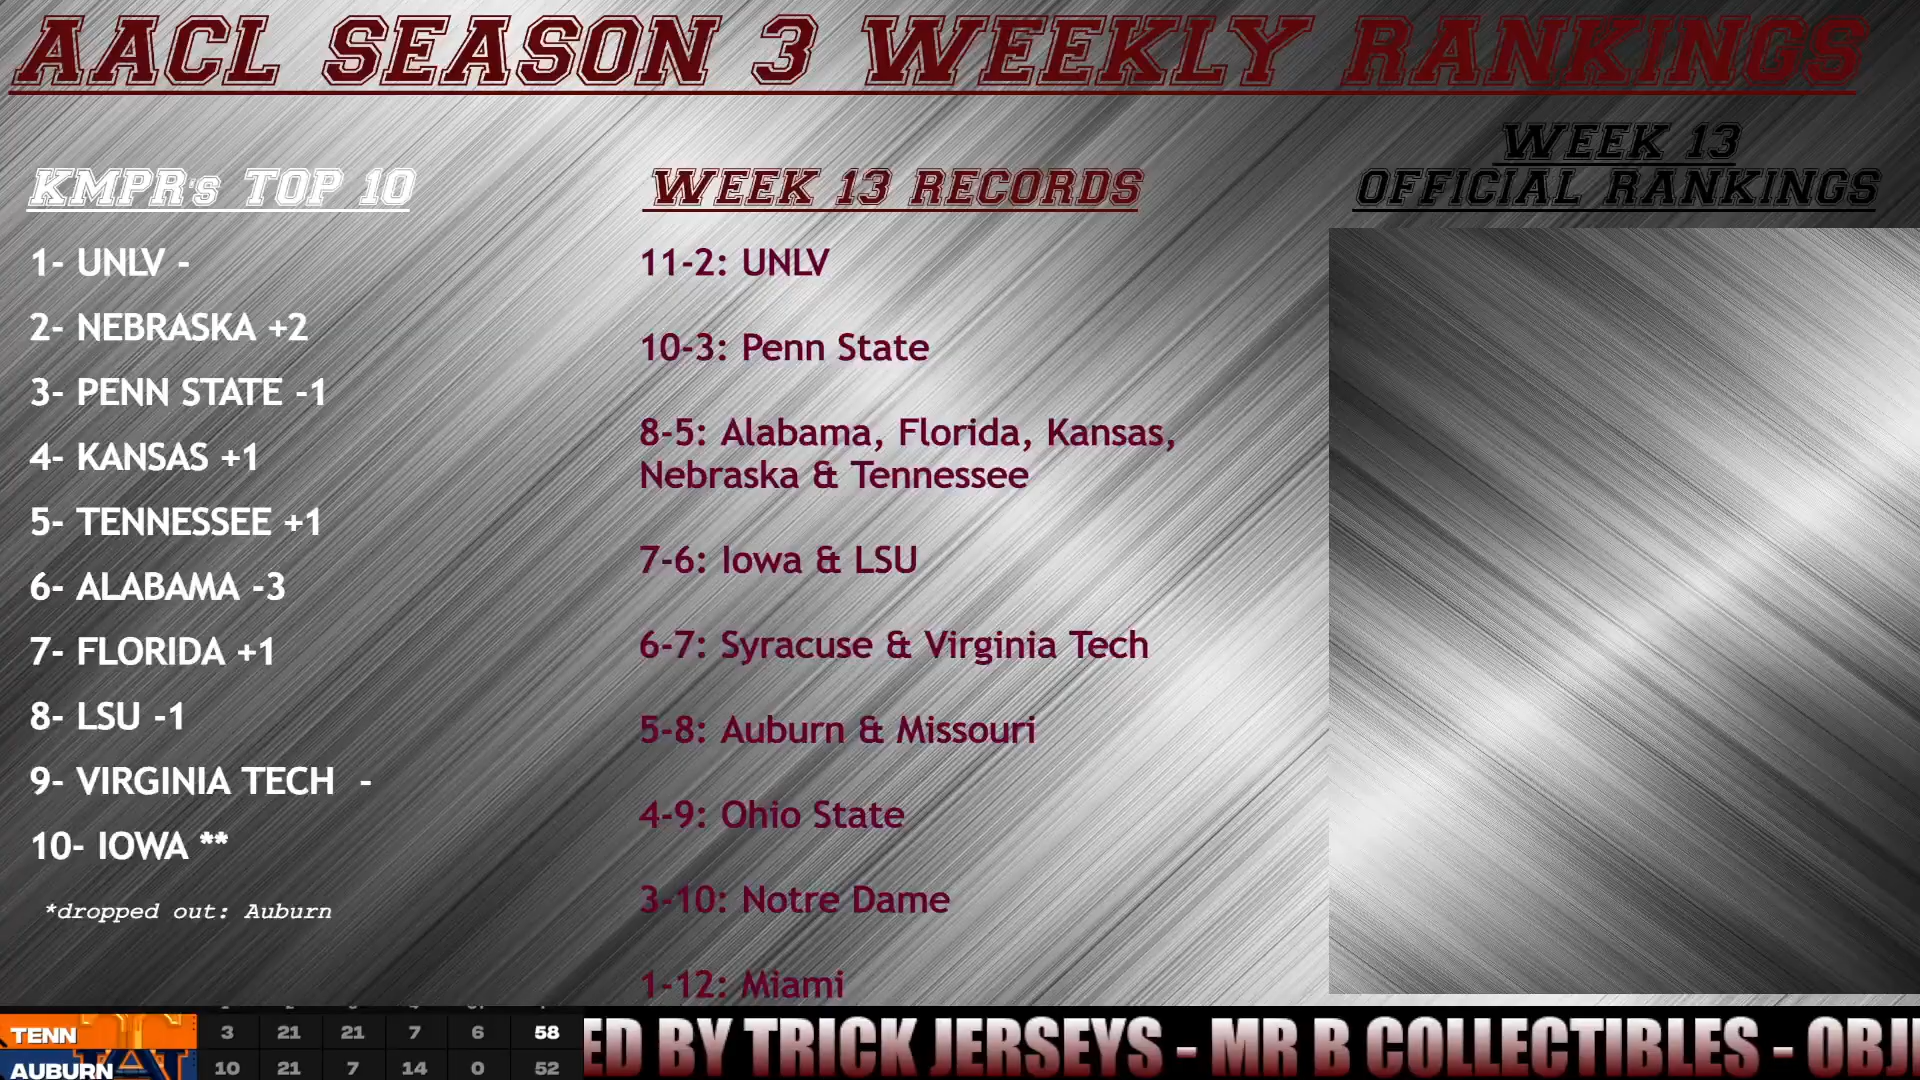 AACL SEASON 3 WEEKLY RANKINGS
KMPR's TOP 10
1- UNLV -
2- NEBRASKA +2
3- PENN STATE -1
4- KANSAS +1
5- TENNESSEE +1
6- ALABAMA -3
7- FLORIDA +1
8- LSU -1
9- VIRGINIA TECH -
10- IOWA **
*dropped out: Auburn
WEEK 13 RECORDS
11-2: UNLV
10-3: Penn State
8-5: Alabama, Florida, Kansas,
Nebraska & Tennessee
7-6: Iowa & LSU
6-7: Syracuse & Virginia Tech
5-8: Auburn & Missouri
4-9: Ohio State
3-10: Notre Dame
1-12: Miami
WEEK 13
OFFICIAL RANKINGS
TENN 3 21 21 7 6 58
AUBURN 10 21 7 14 0 52
ED BY TRICK JERSEYS - MR B COLLECTIBLES - OBJ